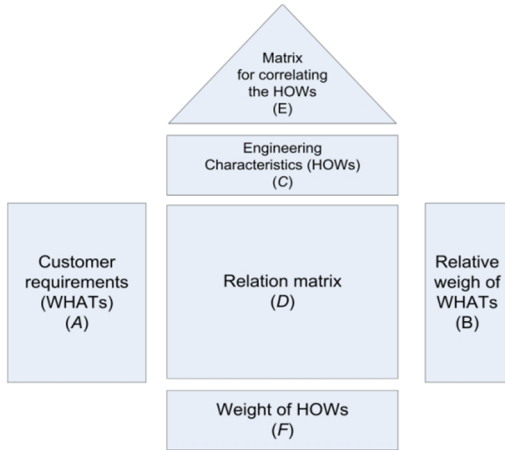 Matrix
for correlating
the HOWs
(E)
Engineering
Characteristics (HOWs)
(C)
Customer
requirements
(WHATs)
(A)
Relation matrix
(D)
Relative
weigh of
WHATs
(B)
Weight of HOWs
(F)